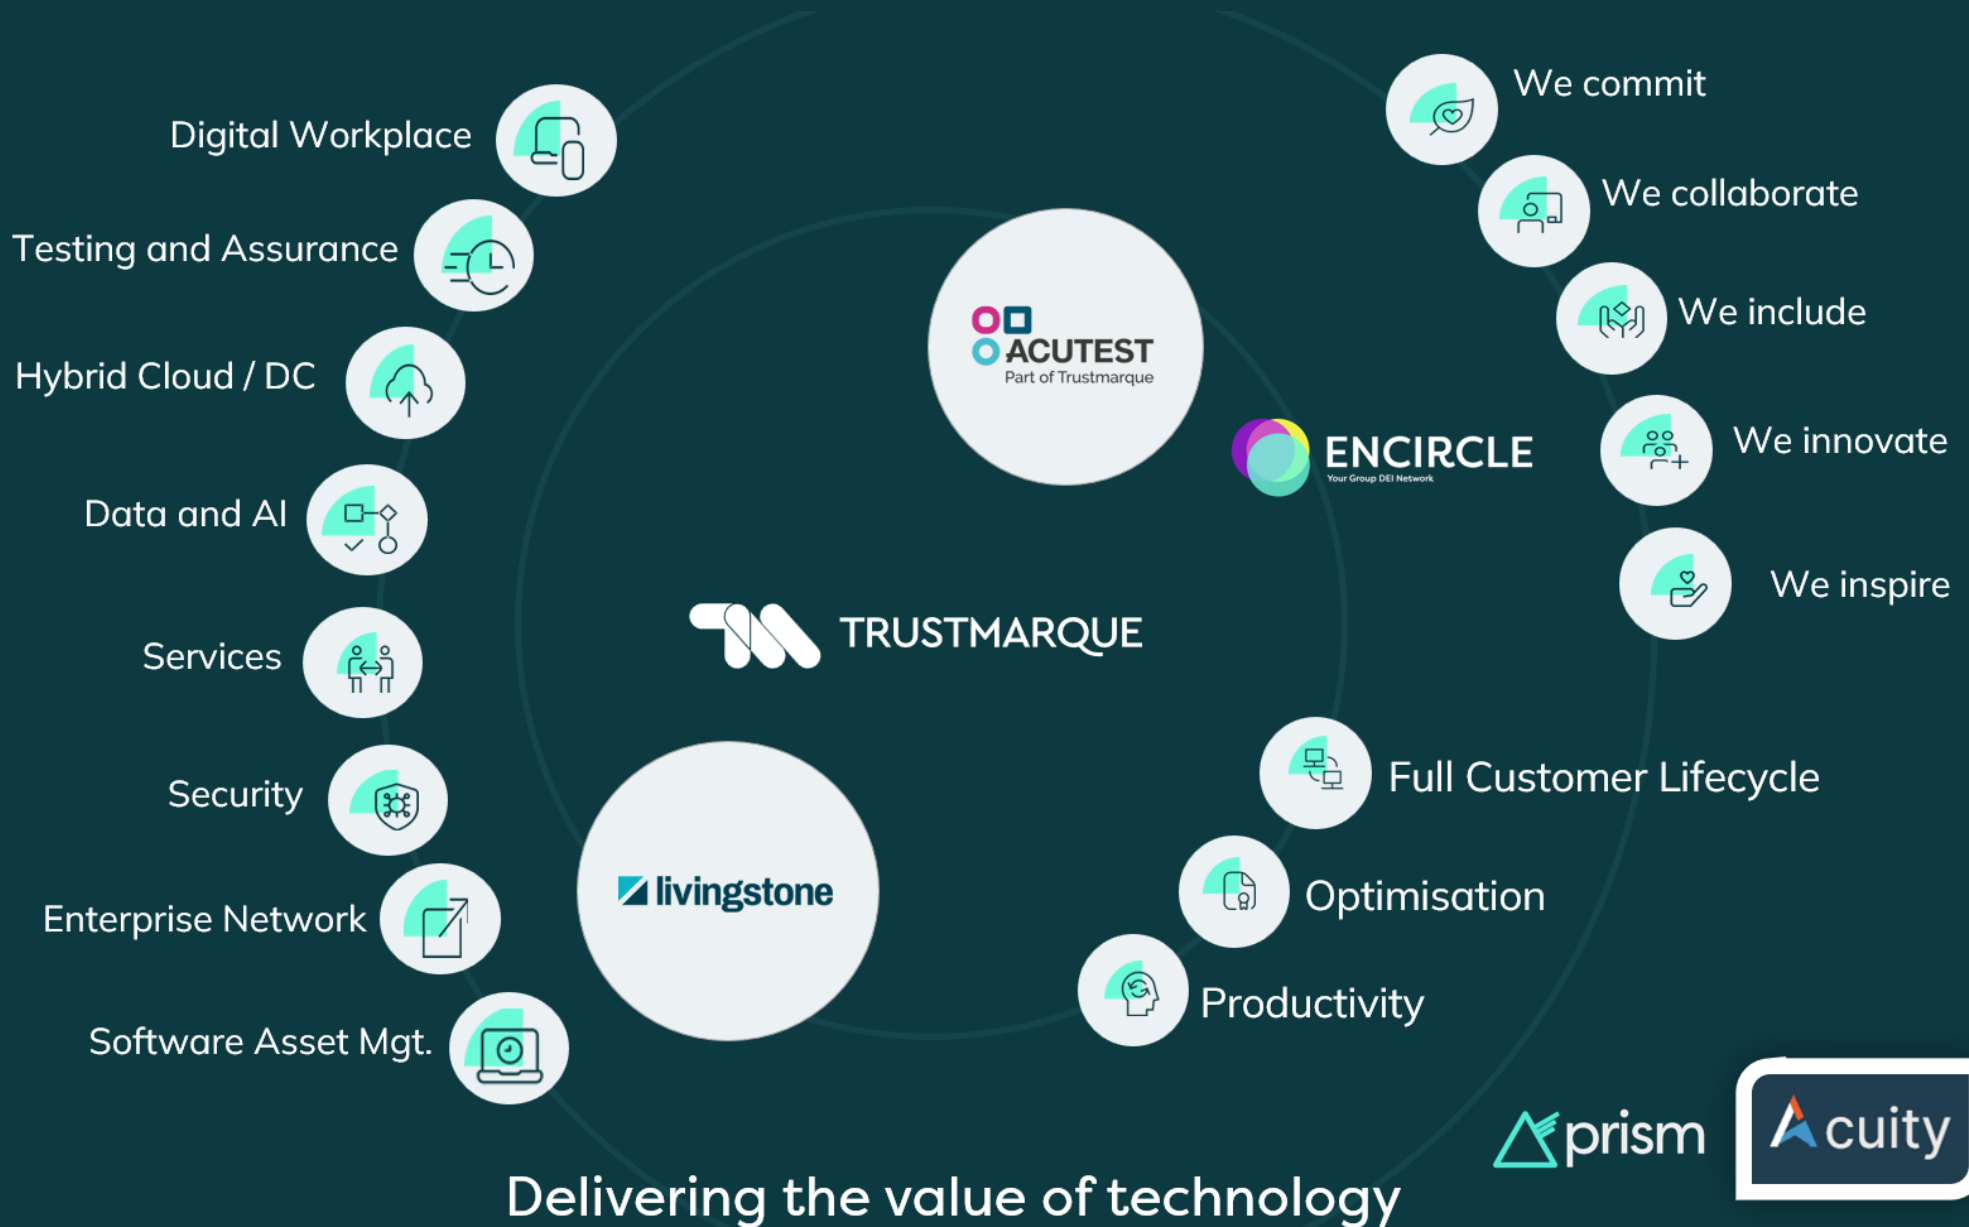 Digital Workplace
Testing and Assurance
Hybrid Cloud / DC
Data and AI
Services
Security
Enterprise Network
Software Asset Mgt.
ACUTEST
Part of Trustmarque
ENCIRCLE
Your Group DEI Network
TRUSTMARQUE
livingstone
We commit
We collaborate
We include
We innovate
We inspire
Full Customer Lifecycle
Optimisation
Productivity
prism
Acuity
Delivering the value of technology